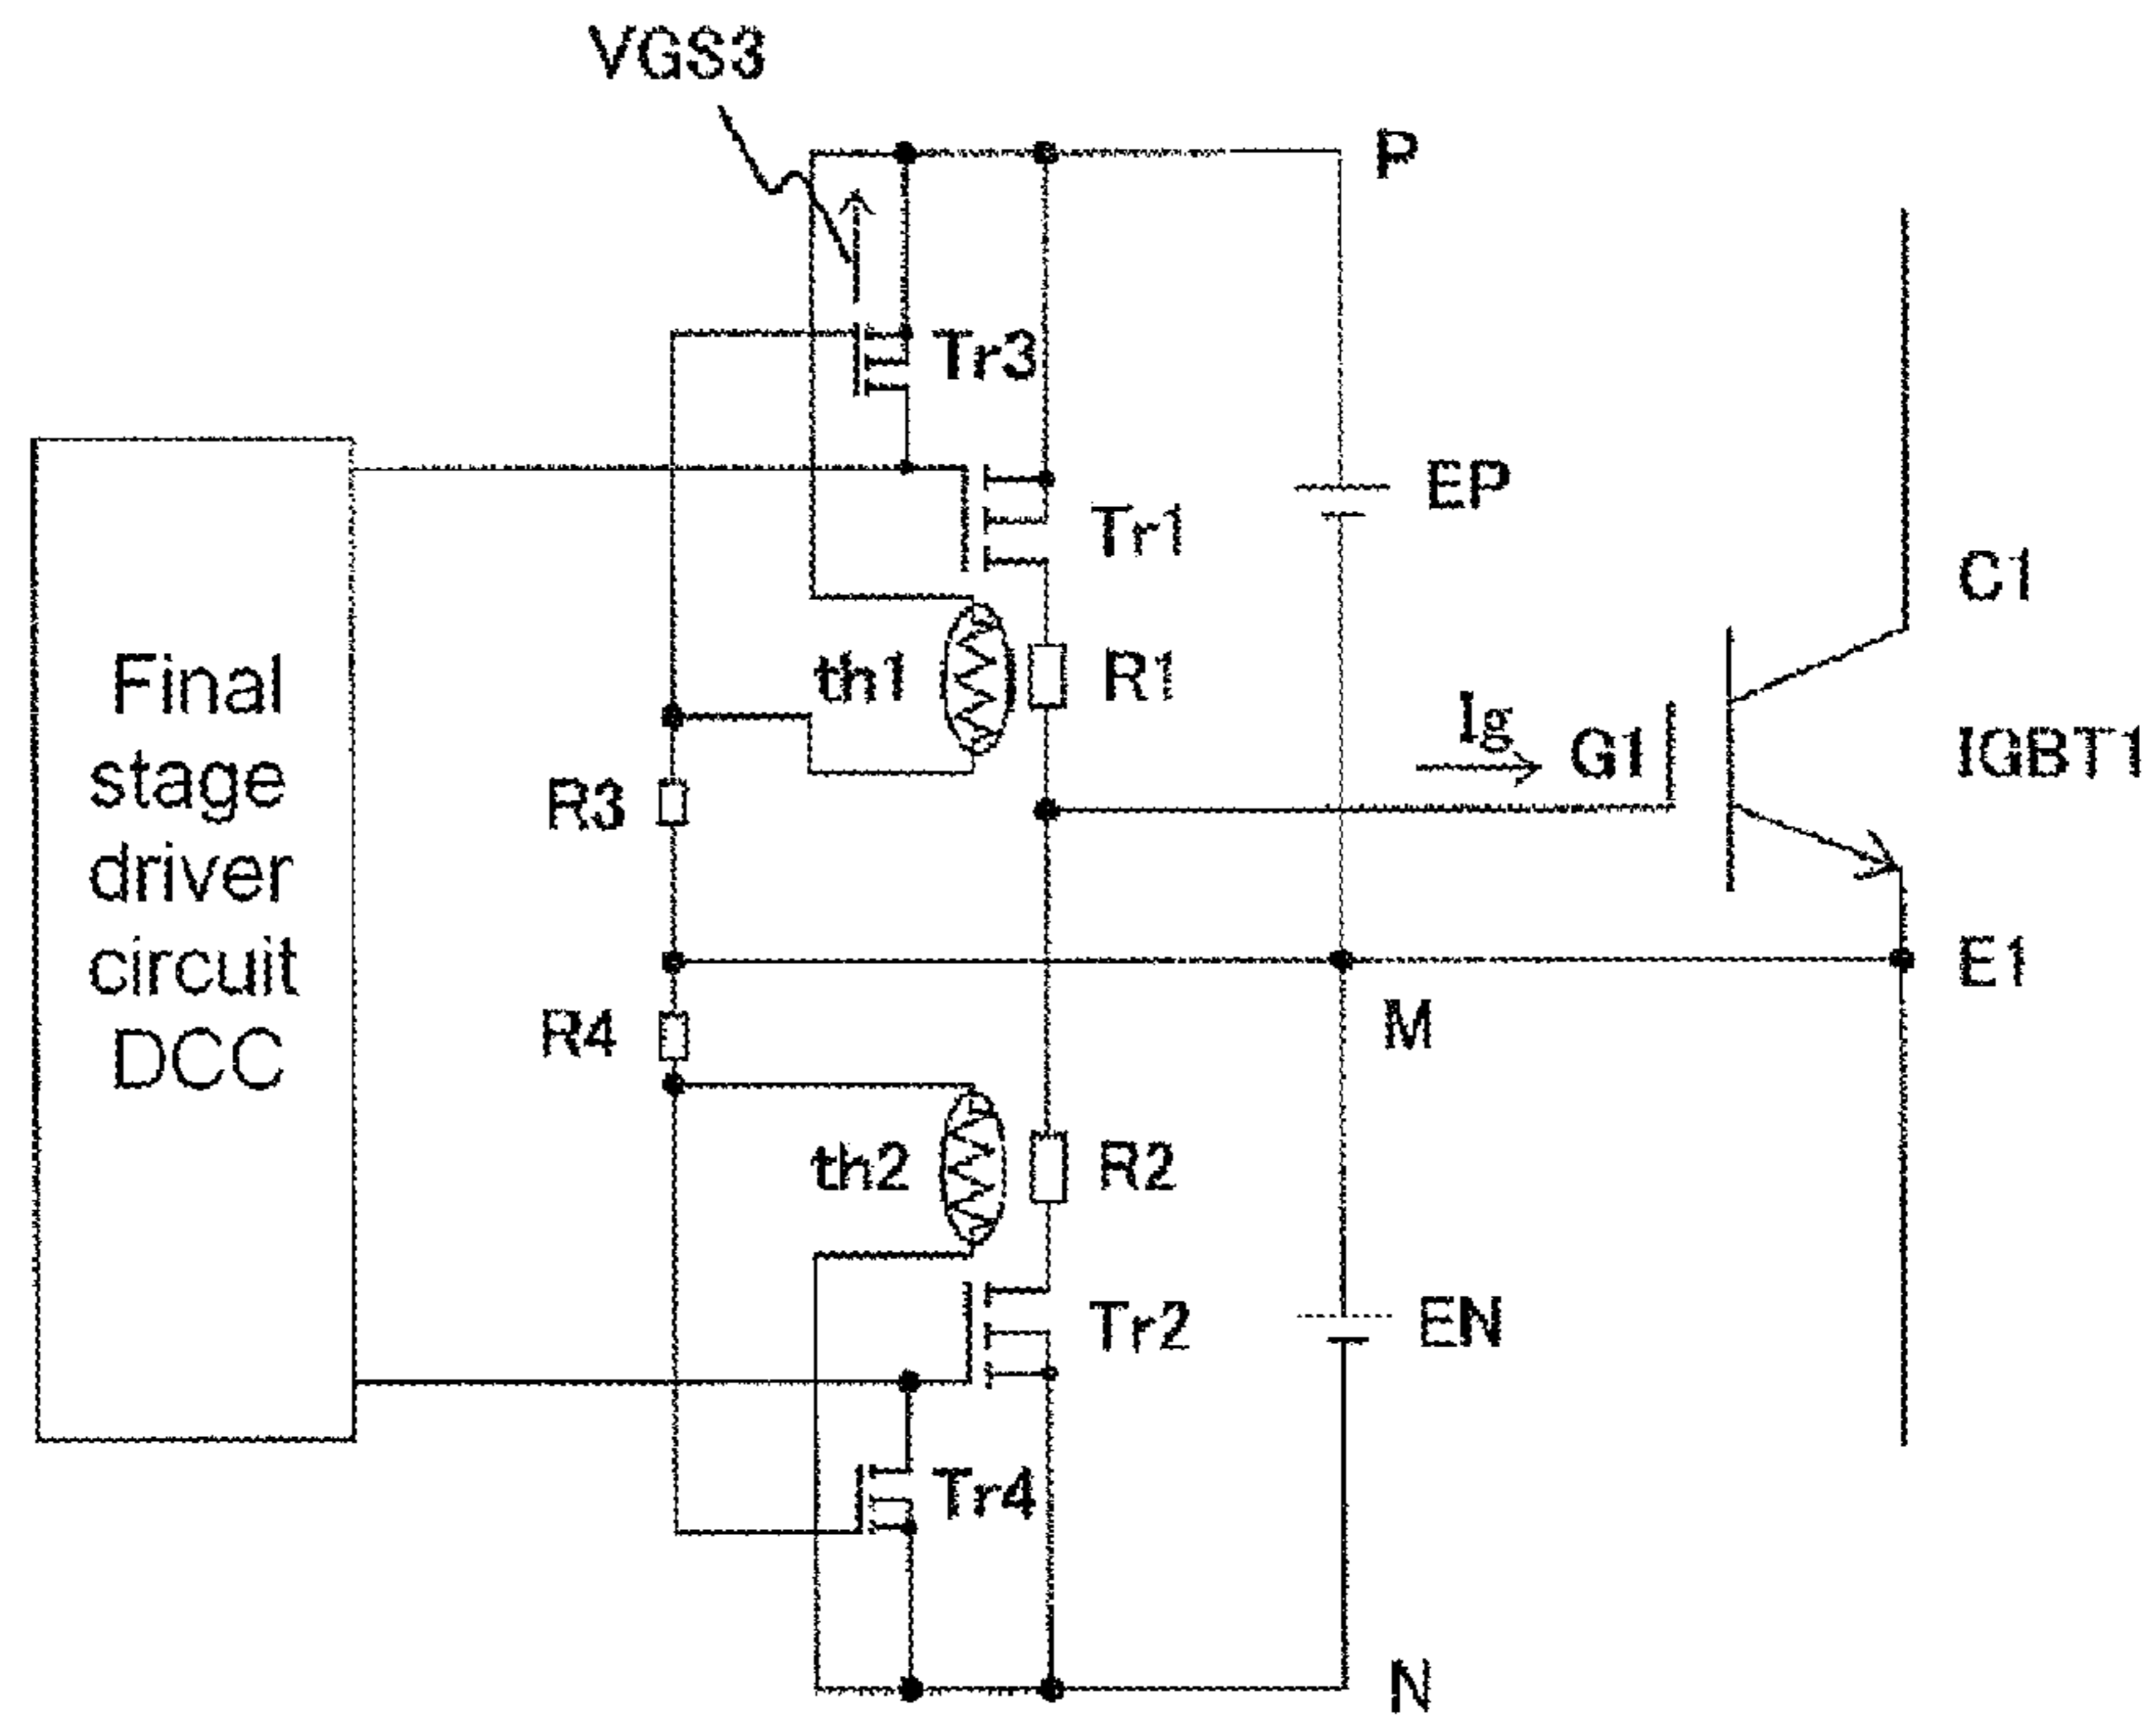 VGS3
P
Tr3
EP
Tr1
C1
Final
stage
driver
circuit
DCC
th1
R1
Ig
G1
IGBT1
R3
E1
M
R4
th2
R2
Tr2
EN
Tr4
N